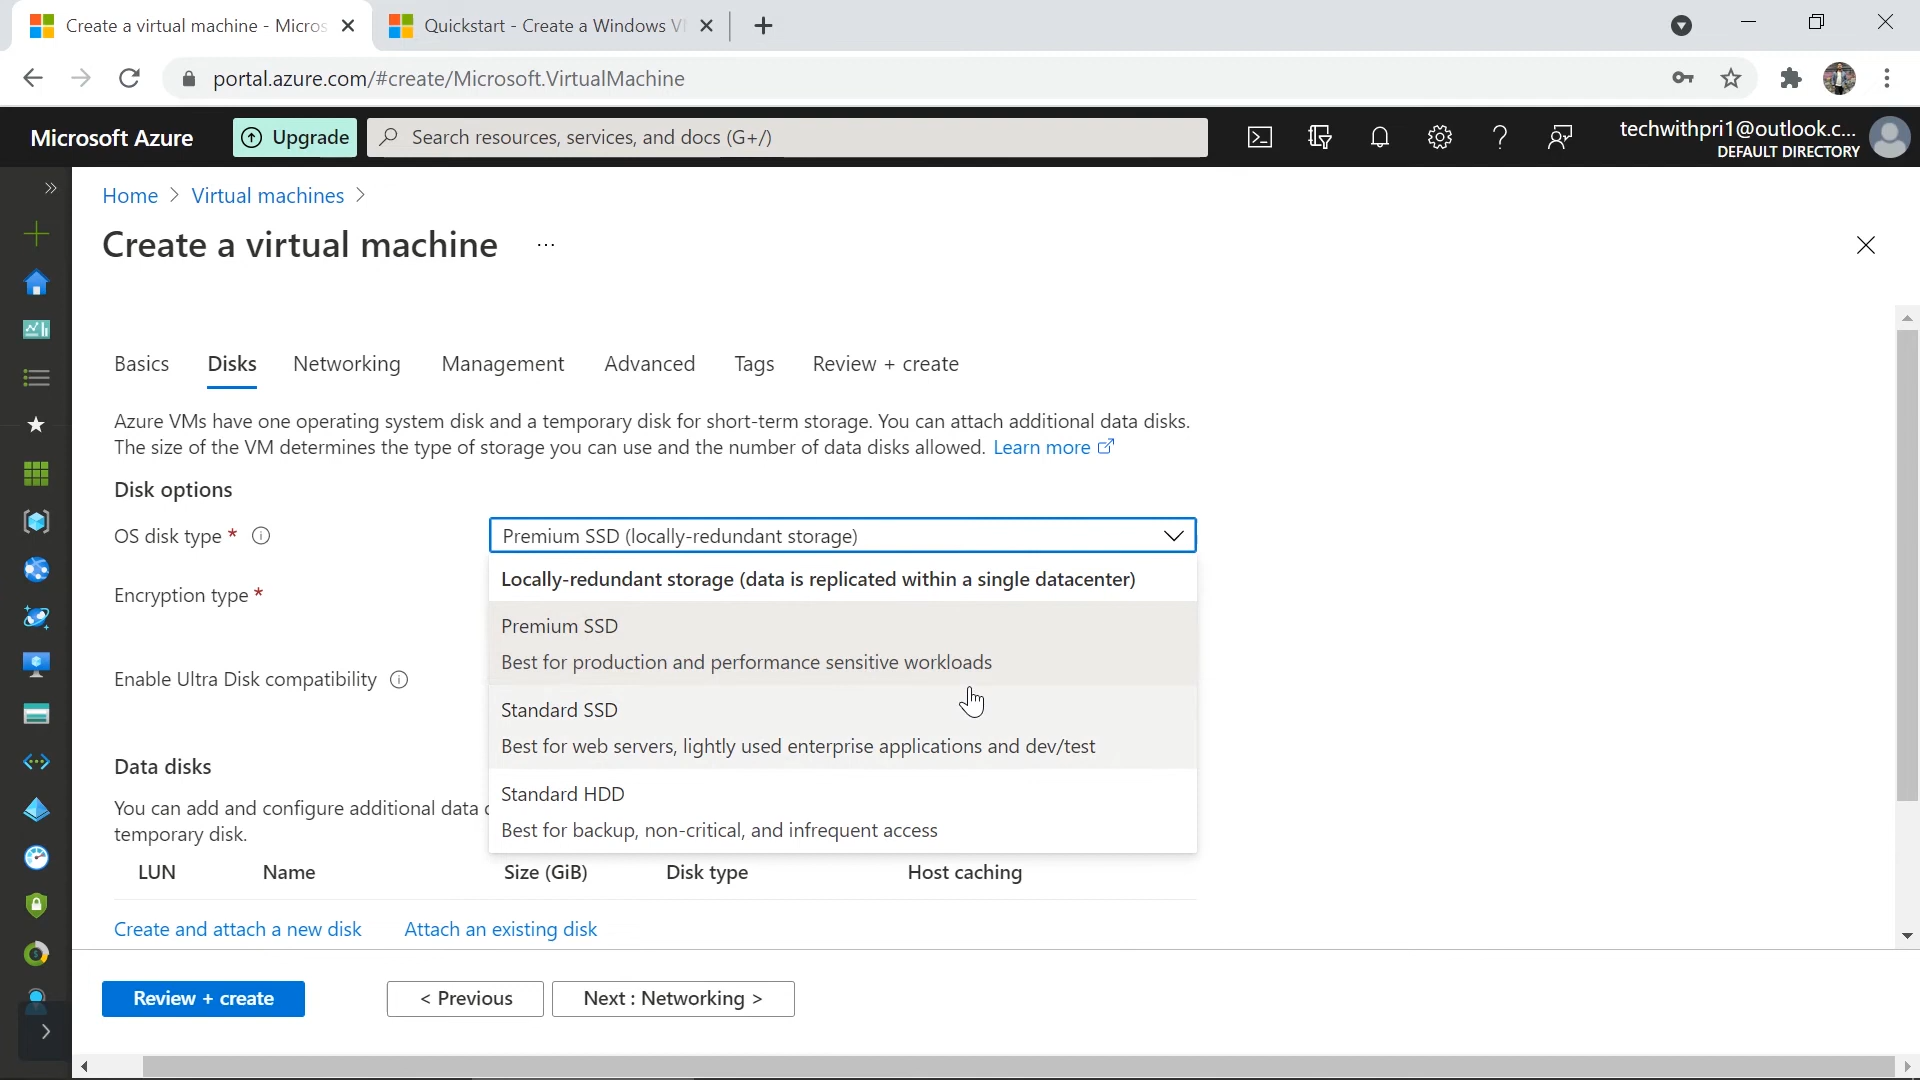 Create a virtual machine - Micros
Quickstart - Create a Windows V
portal.azure.com/#create/Microsoft.VirtualMachine
Microsoft Azure
Upgrade
Search resources, services, and docs (G+/)
techwithpri1@outlook.c...
DEFAULT DIRECTORY
Home > Virtual machines >
Create a virtual machine ...
Basics Disks Networking Management Advanced Tags Review + create
Azure VMs have one operating system disk and a temporary disk for short-term storage. You can attach additional data disks.
The size of the VM determines the type of storage you can use and the number of data disks allowed. Learn more
Disk options
OS disk type *
Premium SSD (locally-redundant storage)
Locally-redundant storage (data is replicated within a single datacenter)
Encryption type *
Premium SSD
Best for production and performance sensitive workloads
Enable Ultra Disk compatibility
Standard SSD
Best for web servers, lightly used enterprise applications and dev/test
Data disks
Standard HDD
Best for backup, non-critical, and infrequent access
You can add and configure additional data
temporary disk.
LUN Name Size (GiB) Disk type Host caching
Create and attach a new disk Attach an existing disk
Review + create < Previous Next : Networking >